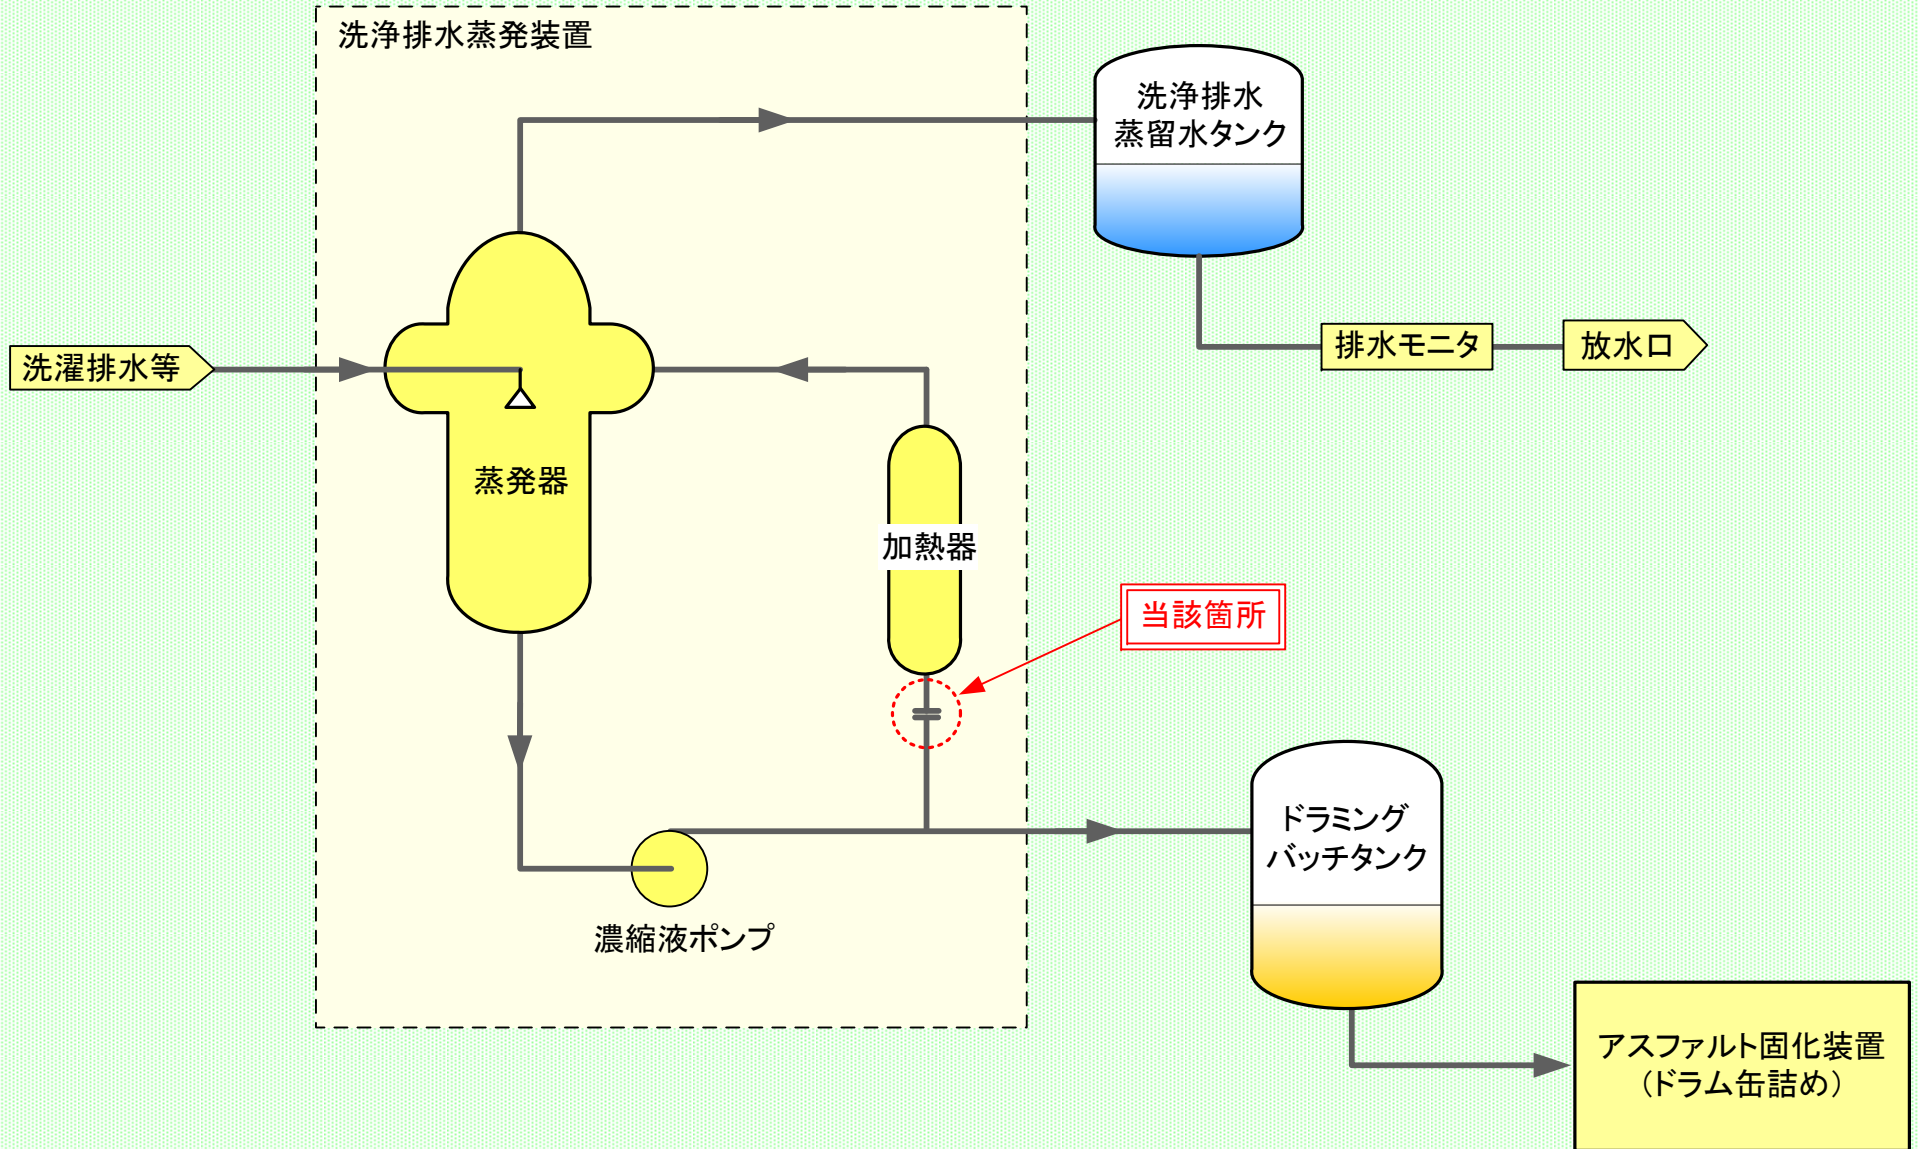 洗浄排水蒸発装置
洗浄排水
蒸留水タンク
洗濯排水等
排水モニタ
放水口
蒸発器
加熱器
当該箇所
ドラミング
バッチタンク
濃縮液ポンプ
アスファルト固化装置
（ドラム缶詰め）